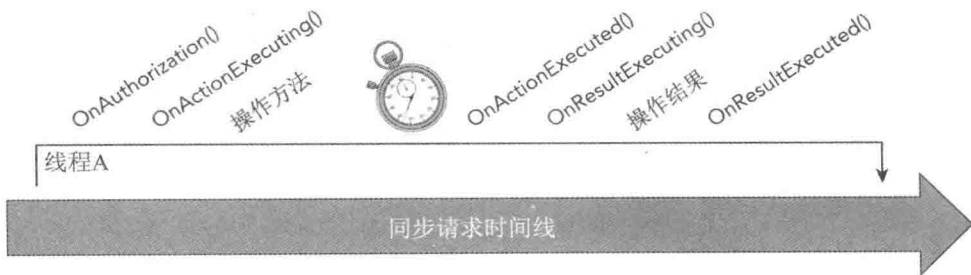 OnAuthorization()
OnActionExecuting()
操作方法
OnActionExecuted()
OnResultExecuting()
操作结果
OnResultExecuted()
线程A
同步请求时间线